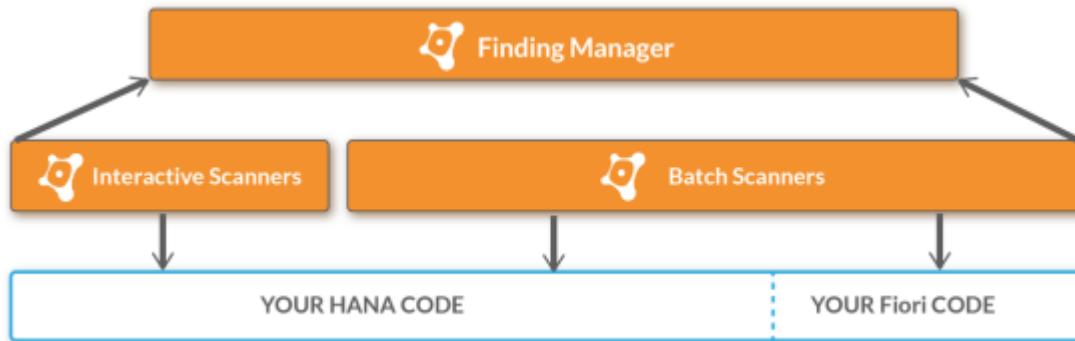 Finding Manager
Interactive Scanners
Batch Scanners
YOUR HANA CODE
YOUR Fiori CODE